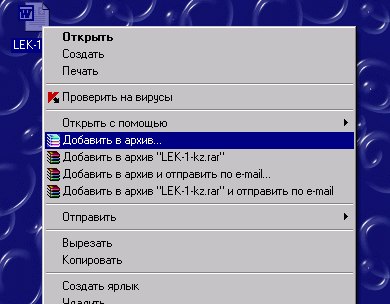 LEK-1
Открыть
Создать
Печать
Проверить на вирусы
Открыть с помощью
Добавить в архив...
Добавить в архив "LEK-1-kz.rar"
Добавить в архив и отправить по e-mail...
Добавить в архив "LEK-1-kz.rar" и отправить по e-mail
Отправить
Вырезать
Копировать
Создать ярлык
Удалить